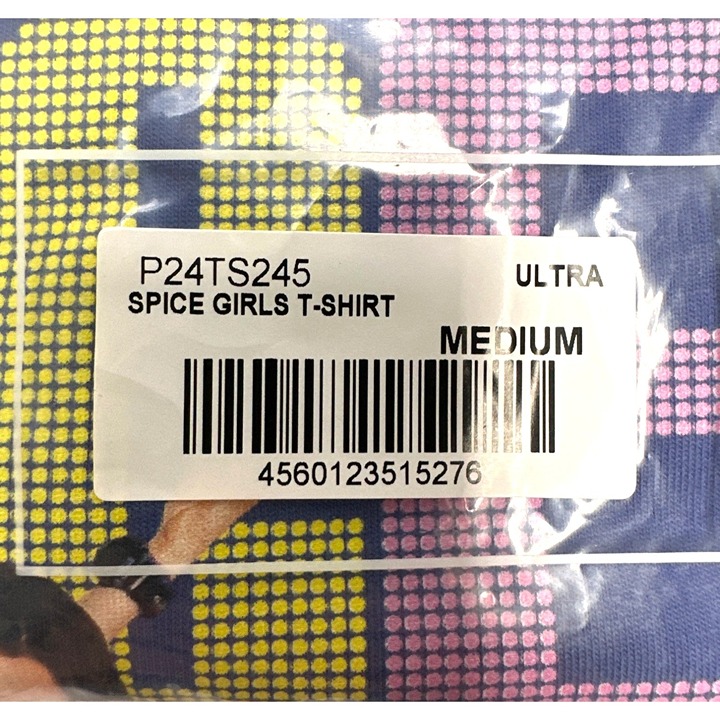 P24TS245
ULTRA
SPICE GIRLS T-SHIRT
MEDIUM
4560123515276